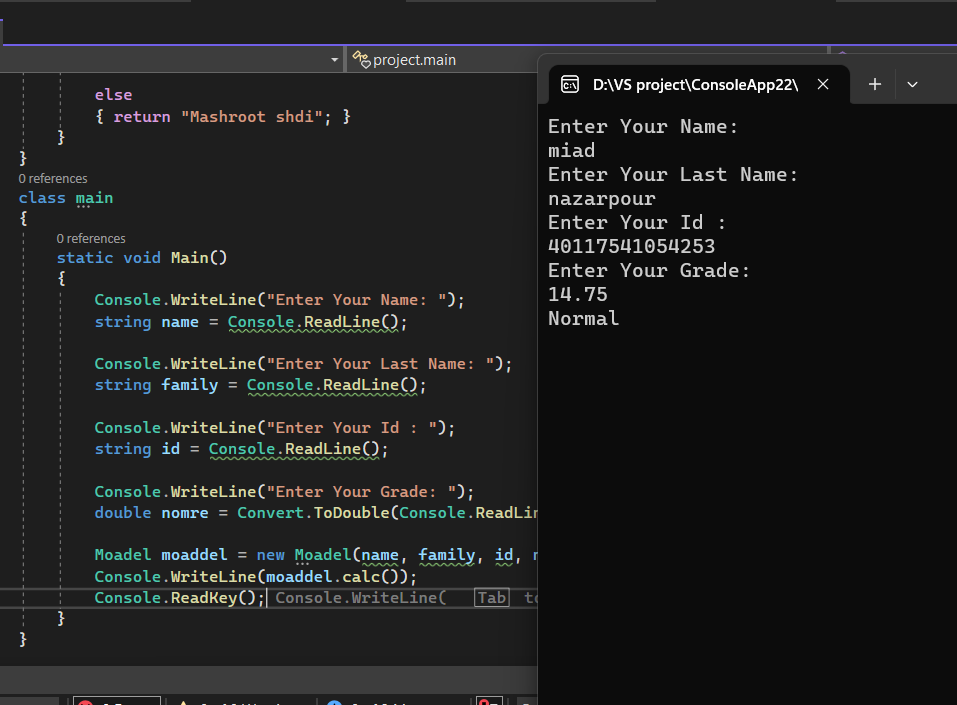 project.main
else
{ return "Mashroot shdi"; }
}
}
0 references
class main
{
0 references
static void Main()
{
Console.WriteLine("Enter Your Name: ");
string name = Console.ReadLine();
Console.WriteLine("Enter Your Last Name: ");
string family = Console.ReadLine();
Console.WriteLine("Enter Your Id : ");
string id = Console.ReadLine();
Console.WriteLine("Enter Your Grade: ");
double nomre = Convert.ToDouble(Console.ReadLin
Moadel moaddel = new Moadel(name, family, id,
Console.WriteLine(moaddel.calc());
Console.ReadKey(); Console.WriteLine( Tab to
}
}
D:\VS project\ConsoleApp22\
Enter Your Name:
miad
Enter Your Last Name:
nazarpour
Enter Your Id :
40117541054253
Enter Your Grade:
14.75
Normal